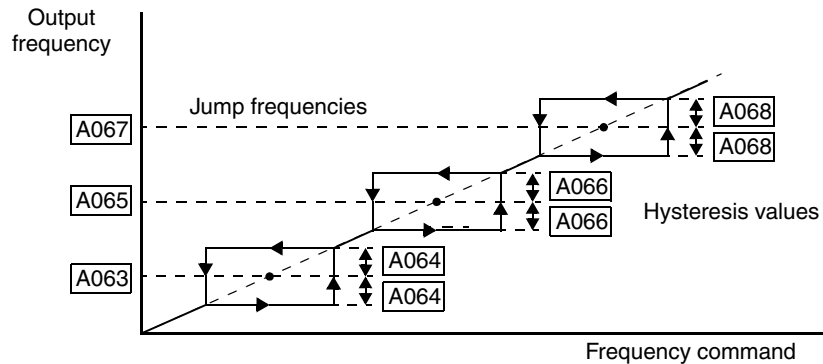 Output
frequency
Jump frequencies
A067
A068
A068
A065
A066
A066
Hysteresis values
A063
A064
A064
Frequency command